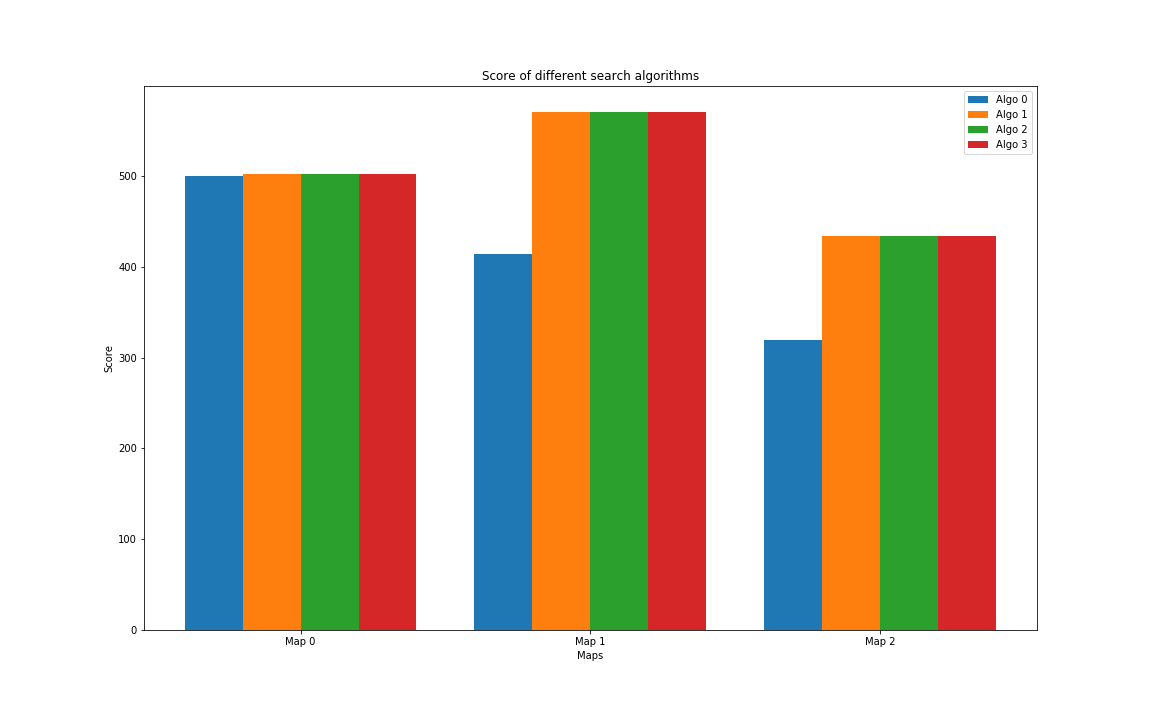 Score of different search algorithms
Algo 0
Algo 1
Algo 2
Algo 3
500
400
300
200
100
0
Score
Map 0 Map 1 Map 2
Maps